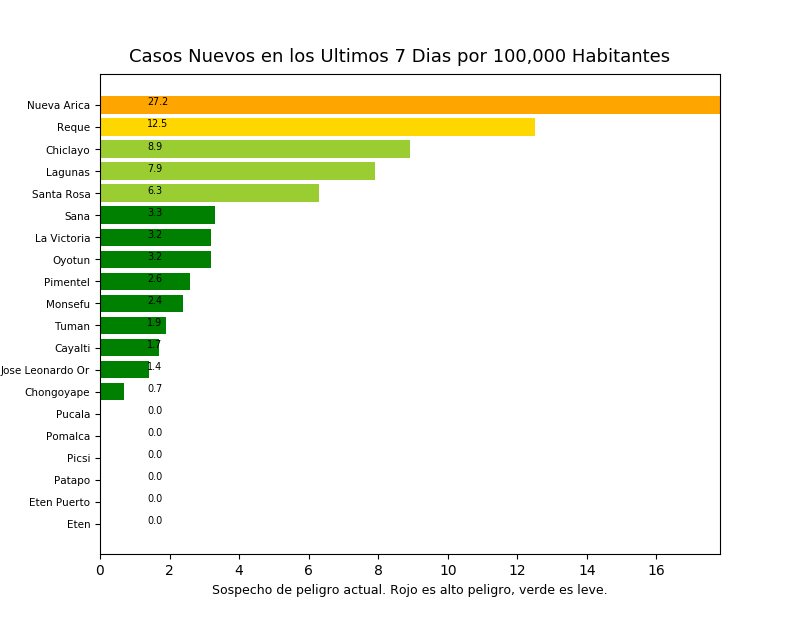 Casos Nuevos en los Ultimos 7 Dias por 100,000 Habitantes
Nueva Arica 27.2
Reque 12.5
Chiclayo 8.9
Lagunas 7.9
Santa Rosa 6.3
Sana 3.3
La Victoria 3.2
Oyotun 3.2
Pimentel 2.6
Monsefu 2.4
Tuman 1.9
Cayalti 1.7
Jose Leonardo Or 1.4
Chongoyape 0.7
Pucala 0.0
Pomalca 0.0
Picsi 0.0
Patapo 0.0
Eten Puerto 0.0
Eten 0.0
0 2 4 6 8 10 12 14 16
Sospecho de peligro actual. Rojo es alto peligro, verde es leve.